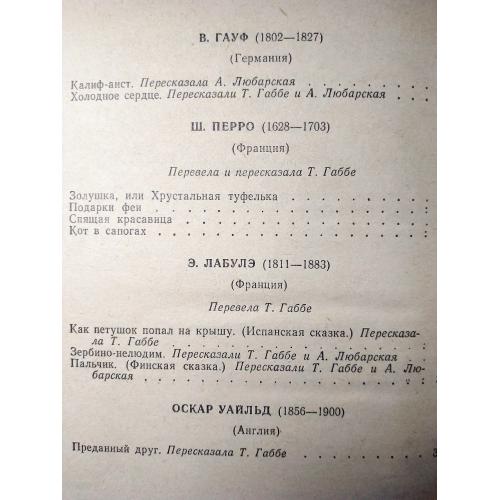 В. ГАУФ (1802—1827)
(Германия)
Калиф-аист. Пересказала А. Любарская . . . . . . . .
Холодное сердце. Пересказали Т. Габбе и А. Любарская . . .
Ш. ПЕРРО (1628—1703)
(Франция)
Перевела и пересказала Т. Габбе
Золушка, или Хрустальная туфелька . . . . . . . . .
Подарки феи . . . . . . . . . . . . . . . . .
Спящая красавица . . . . . . . . . . . . . . .
Кот в сапогах . . . . . . . . . . . . . . . .
Э. ЛАБУЛЭ (1811—1883)
(Франция)
Перевела Т. Габбе
Как петушок попал на крышу. (Испанская сказка.) Пересказа-
ла Т. Габбе . . . . . . . . . . . . . . . .
Зербино-нелюдим. Пересказали Т. Габбе и А. Любарская . . .
Пальчик. (Финская сказка.) Пересказали Т. Габбе и А. Лю-
барская . . . . . . . . . . . . . . . . . .
ОСКАР УАЙЛЬД (1856—1900)
(Англия)
Преданный друг. Пересказала Т. Габбе . . . . . . . . 3